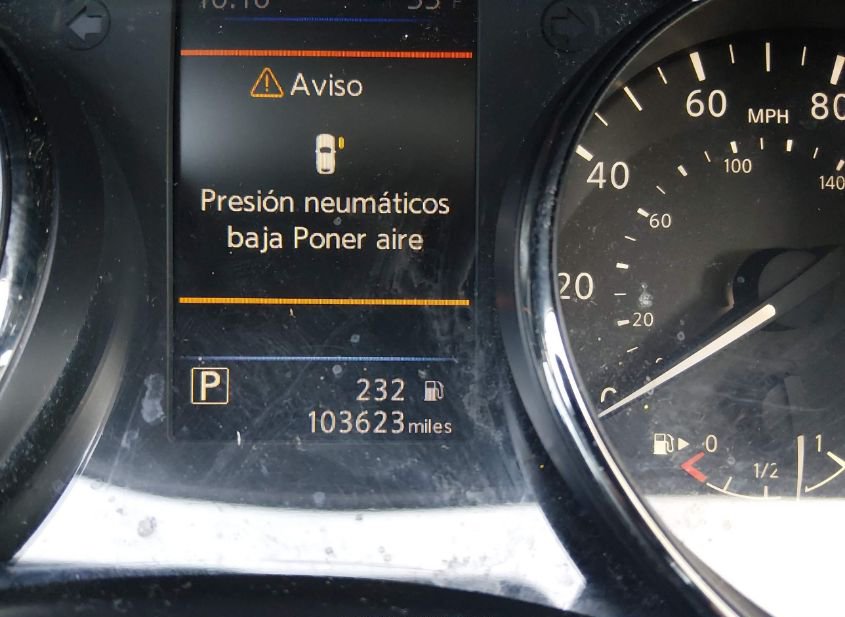 Aviso
Presión neumáticos
baja Poner aire
P
232
103623 miles
60
80
MPH
100
140
40
60
20
20
0
0
1/2
1